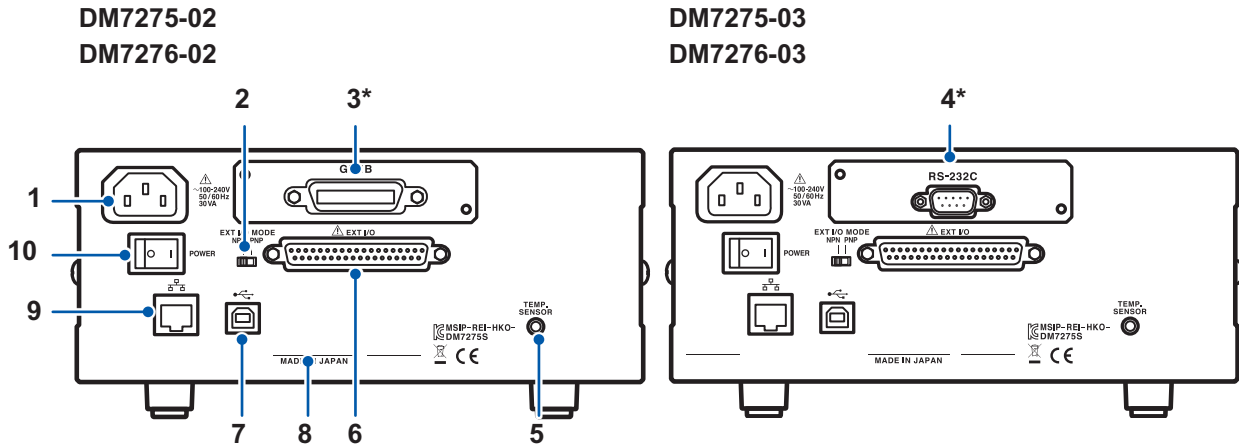 DM7275-02
DM7276-02
DM7275-03
DM7276-03
2
3*
4*
G B
RS-232C
1
~100-240V
50/60Hz
30VA
~100-240V
50/60Hz
30VA
EXT I/O MODE
NPN PNP
EXT I/O
EXT I/O MODE
NPN PNP
EXT I/O
10
POWER
POWER
9
TEMP.
SENSOR
TEMP.
SENSOR
MSIP-REI-HKO-
DM7275S
MSIP-REI-HKO-
DM7275S
CE
CE
MADE IN JAPAN
MADE IN JAPAN
7
8
6
5